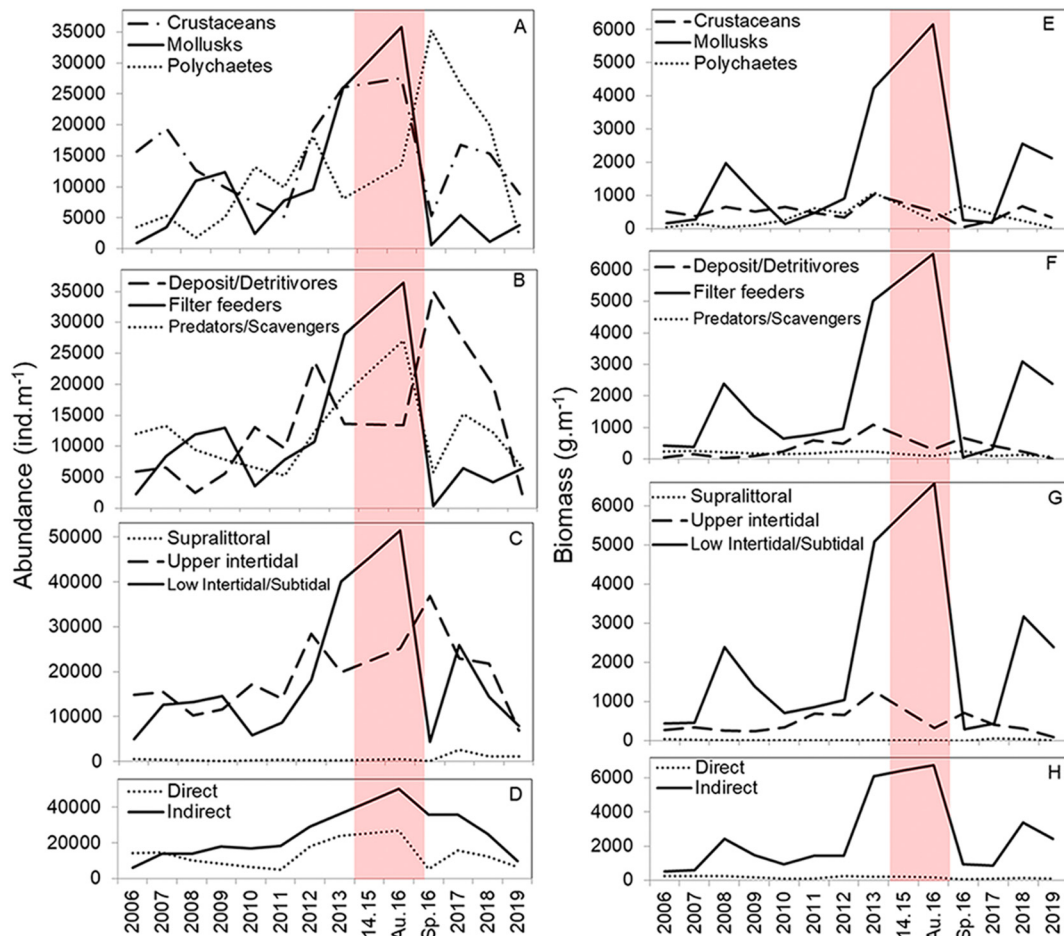 Abundance (ind.m⁻¹)
A
Crustaceans
Mollusks
Polychaetes
35000
30000
25000
20000
15000
10000
5000
0
B
Deposit/Detritivores
Filter feeders
Predators/Scavengers
35000
30000
25000
20000
15000
10000
5000
0
C
Supralittoral
Upper intertidal
Low Intertidal/Subtidal
50000
40000
30000
20000
10000
0
D
Direct
Indirect
40000
20000
0
2006
2007
2008
2009
2010
2011
2012
2013
14.15
Au.16
Sp.16
2017
2018
2019
Biomass (g.m⁻¹)
E
Crustaceans
Mollusks
Polychaetes
6000
5000
4000
3000
2000
1000
0
F
Deposit/Detritivores
Filter feeders
Predators/Scavengers
6000
5000
4000
3000
2000
1000
0
G
Supralittoral
Upper intertidal
Low Intertidal/Subtidal
6000
5000
4000
3000
2000
1000
0
H
Direct
Indirect
6000
4000
2000
0
2006
2007
2008
2009
2010
2011
2012
2013
14.15
Au.16
Sp.16
2017
2018
2019